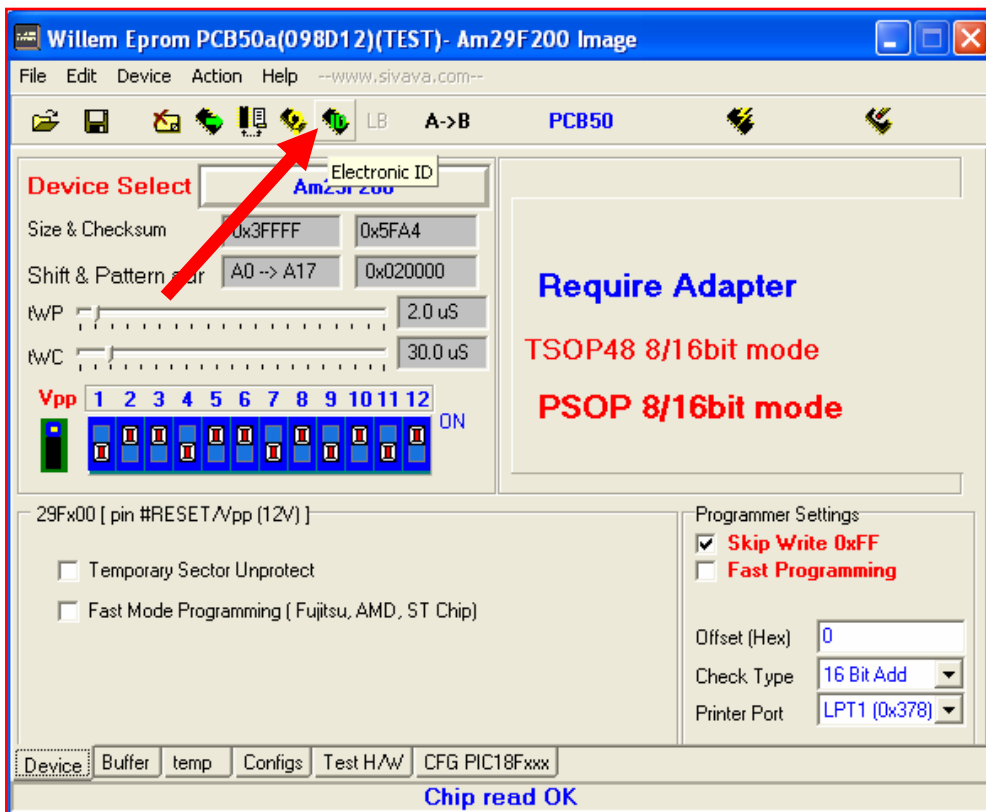 Willem Eprom PCB50a(098D12)(TEST)- Am29F200 Image
File Edit Device Action Help --www.sivava.com--
ID LB A->B PCB50
Electronic ID
Device Select
Size & Checksum 0x3FFFF 0x5FA4
Shift & Pattern A0 --> A17 0x020000
tWP 2.0 uS
tWC 30.0 uS
Vpp 1 2 3 4 5 6 7 8 9 10 11 12
ON
Require Adapter
TSOP48 8/16bit mode
PSOP 8/16bit mode
29Fx00 [ pin #RESET/Vpp (12V) ]
Temporary Sector Unprotect
Fast Mode Programming ( Fujitsu, AMD, ST Chip)
Programmer Settings
Skip Write 0xFF
Fast Programming
Offset (Hex) 0
Check Type 16 Bit Add
Printer Port LPT1 (0x378)
Device Buffer temp Configs Test H/W CFG PIC18Fxxx
Chip read OK